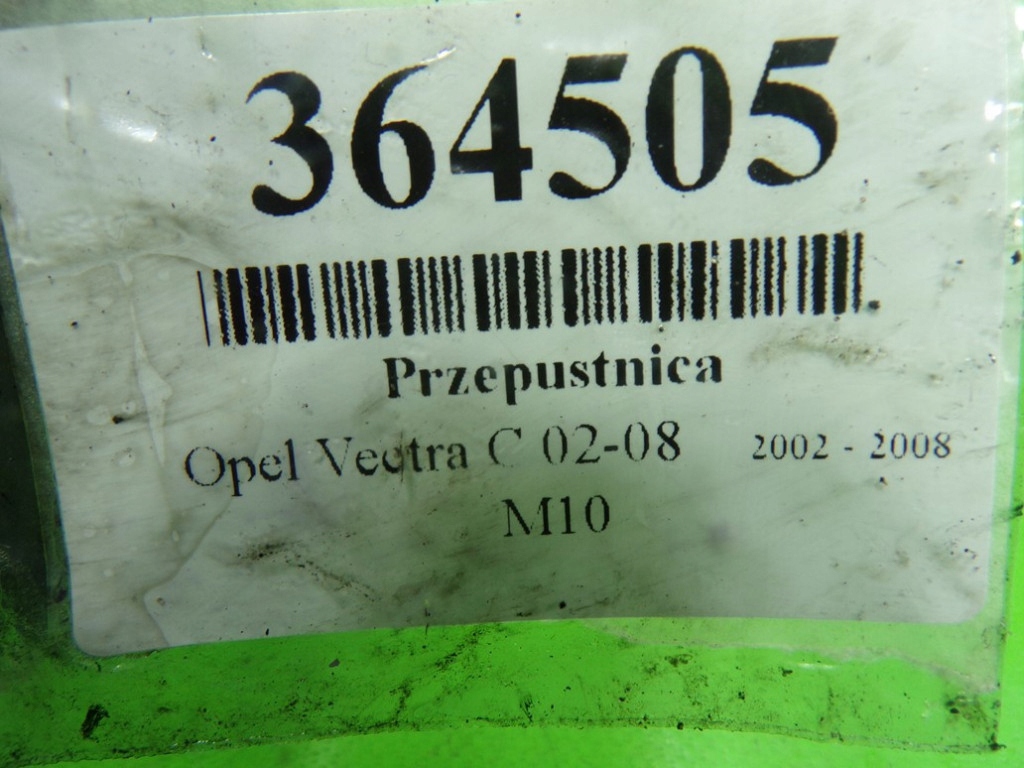 364505
Przepustnica
Opel Vectra C 02-08 2002 - 2008
M10